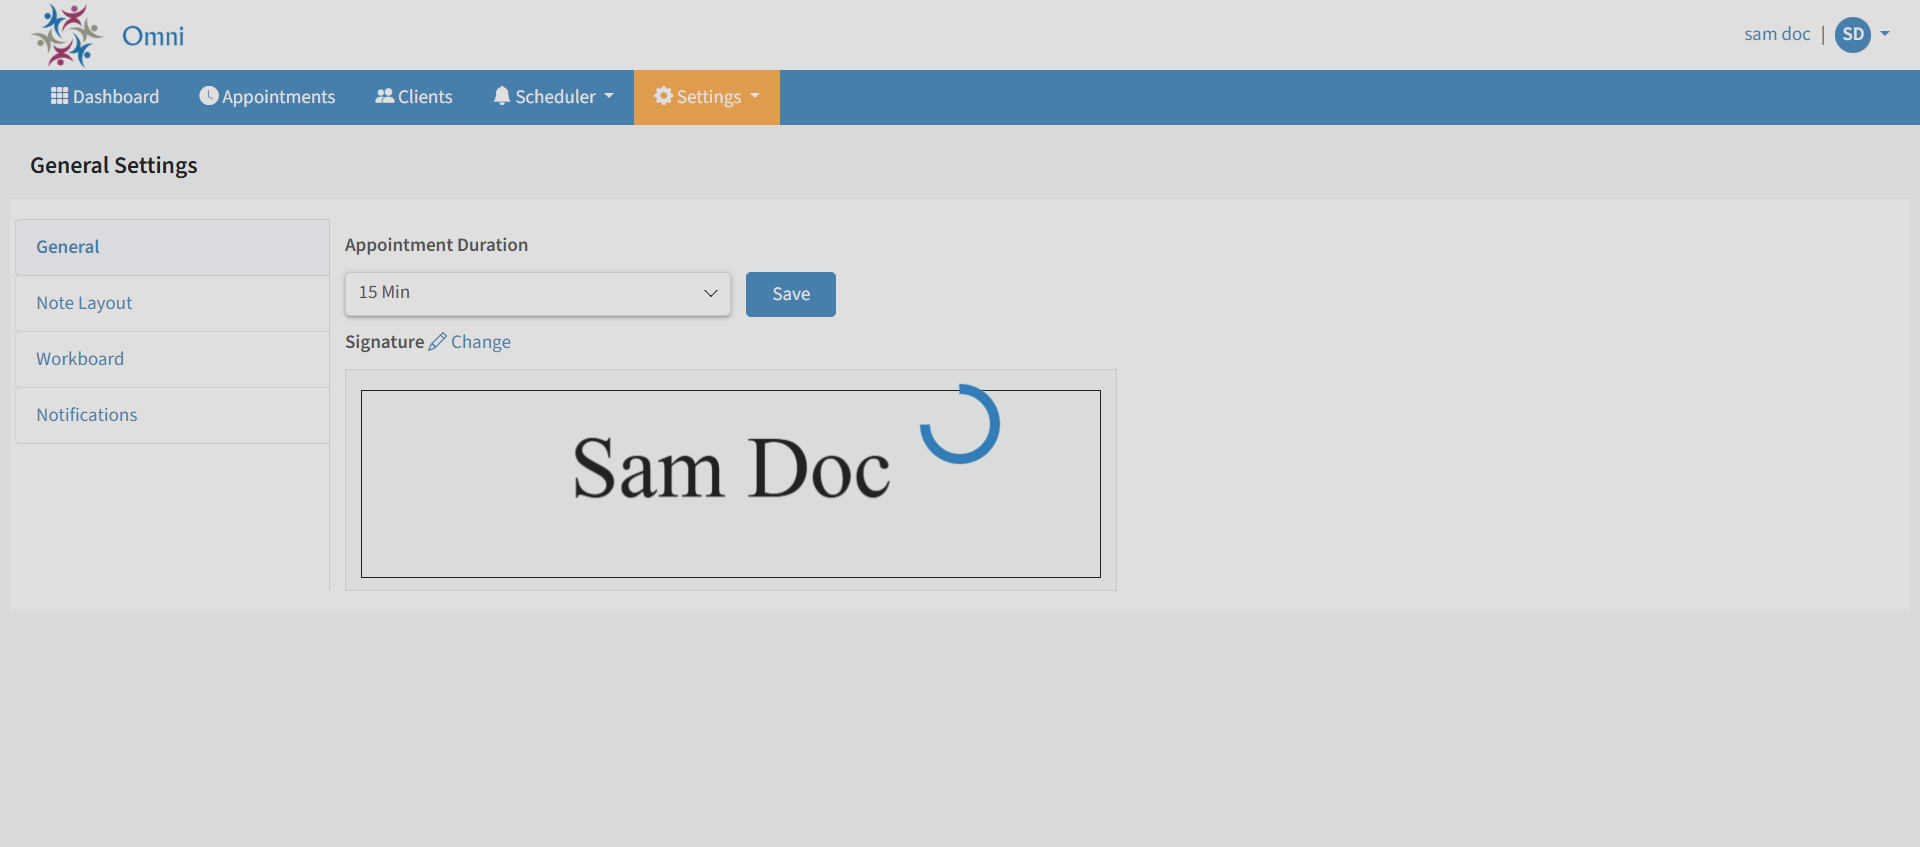 Omni
sam doc | SD
Dashboard Appointments Clients Scheduler Settings
General Settings
General
Note Layout
Workboard
Notifications
Appointment Duration
15 Min Save
Signature Change
Sam Doc